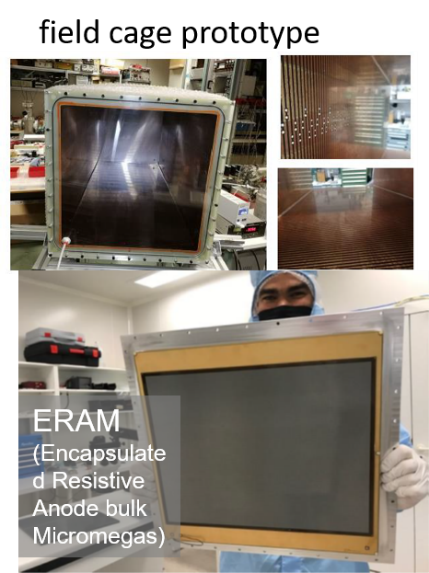 field cage prototype
ERAM
(Encapsulate
d Resistive
Anode bulk
Micromegas)